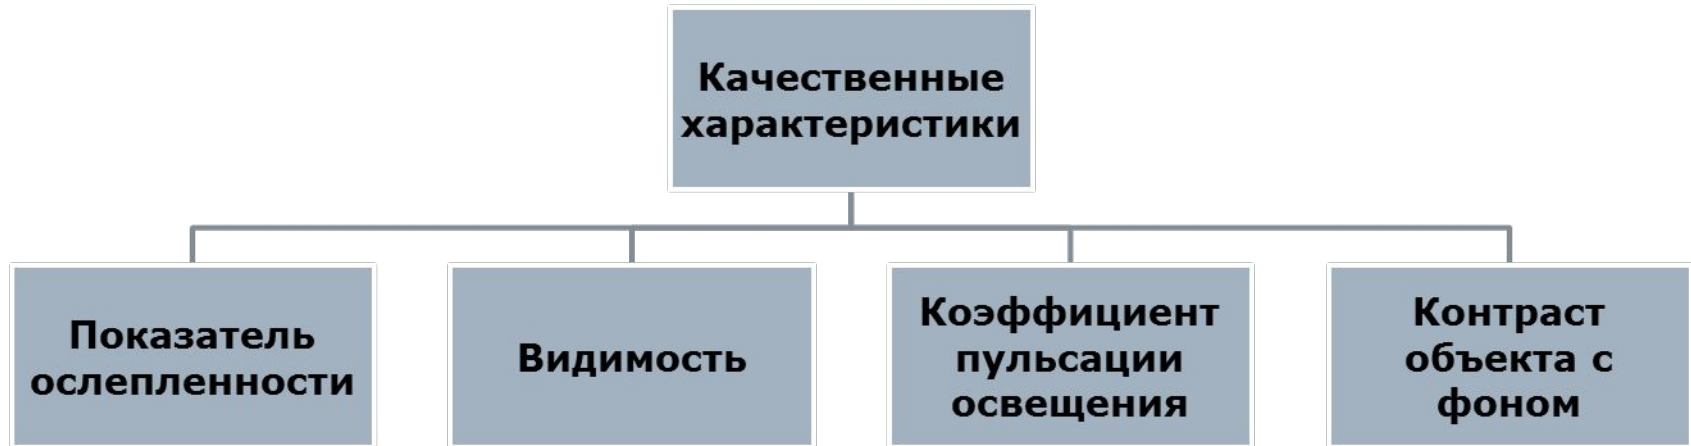 Качественные
характеристики
Показатель
ослепленности
Видимость
Коэффициент
пульсации
освещения
Контраст
объекта с
фоном